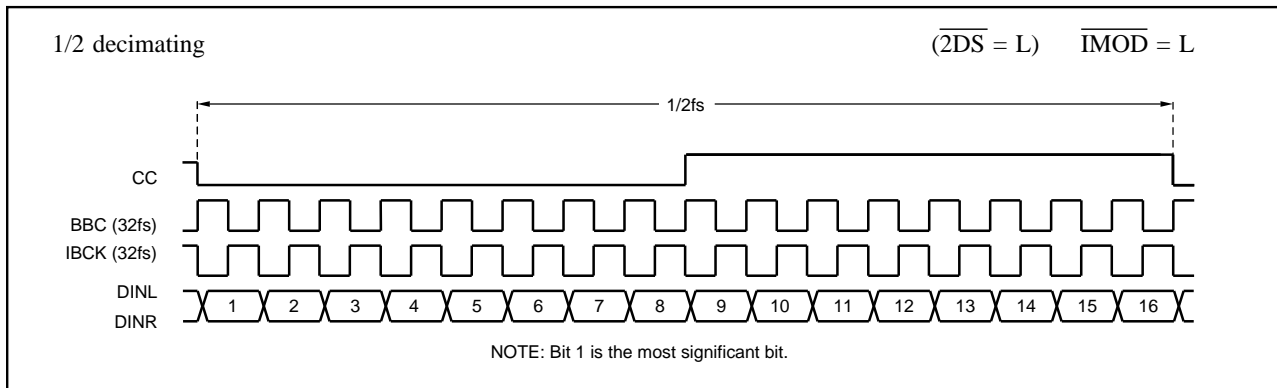 1/2 decimating (2DS = L) IMOD = L
1/2fs
CC
BBC (32fs)
IBCK (32fs)
DINL
DINR
1 2 3 4 5 6 7 8 9 10 11 12 13 14 15 16
NOTE: Bit 1 is the most significant bit.